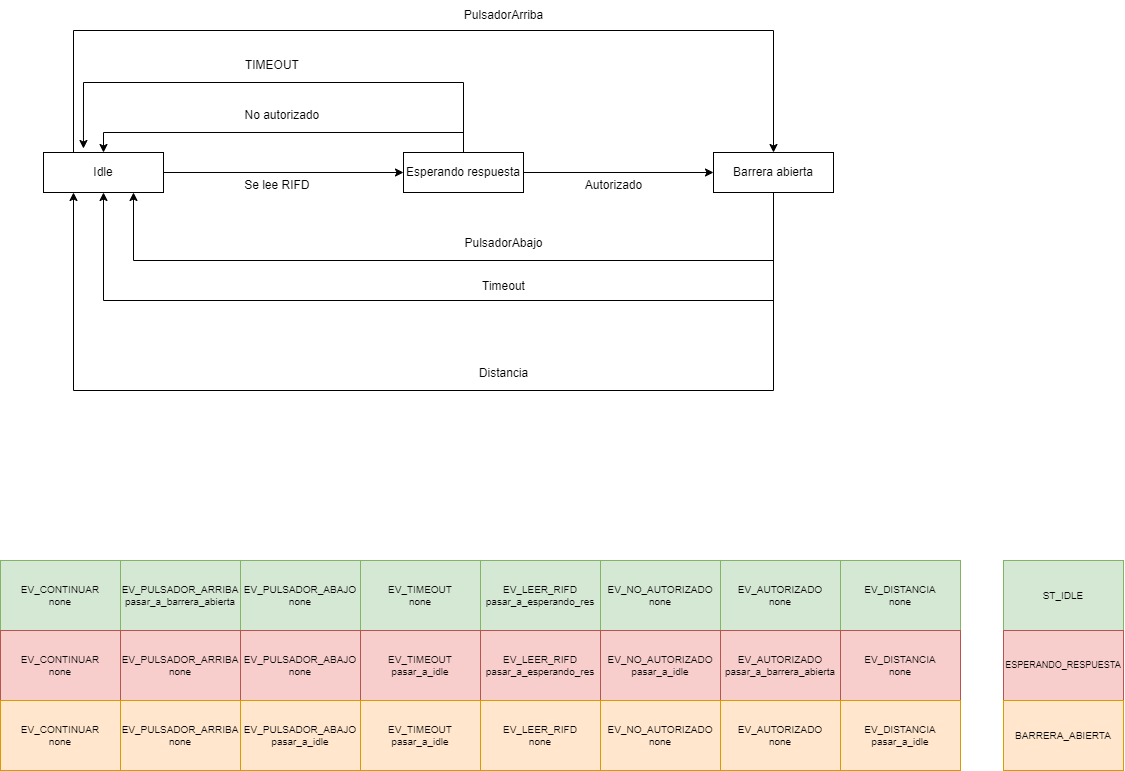 PulsadorArriba
TIMEOUT
No autorizado
Idle
Esperando respuesta
Barrera abierta
Se lee RIFD
Autorizado
PulsadorAbajo
Timeout
Distancia
EV_CONTINUAR
none
EV_PULSADOR_ARRIBA
pasar_a_barrera_abierta
EV_PULSADOR_ABAJO
none
EV_TIMEOUT
none
EV_LEER_RIFD
pasar_a_esperando_res
EV_NO_AUTORIZADO
none
EV_AUTORIZADO
none
EV_DISTANCIA
none
ST_IDLE
EV_CONTINUAR
none
EV_PULSADOR_ARRIBA
none
EV_PULSADOR_ABAJO
none
EV_TIMEOUT
pasar_a_idle
EV_LEER_RIFD
pasar_a_esperando_res
EV_NO_AUTORIZADO
pasar_a_idle
EV_AUTORIZADO
pasar_a_barrera_abierta
EV_DISTANCIA
none
ESPERANDO_RESPUESTA
EV_CONTINUAR
none
EV_PULSADOR_ARRIBA
none
EV_PULSADOR_ABAJO
pasar_a_idle
EV_TIMEOUT
pasar_a_idle
EV_LEER_RIFD
none
EV_NO_AUTORIZADO
none
EV_AUTORIZADO
none
EV_DISTANCIA
pasar_a_idle
BARRERA_ABIERTA